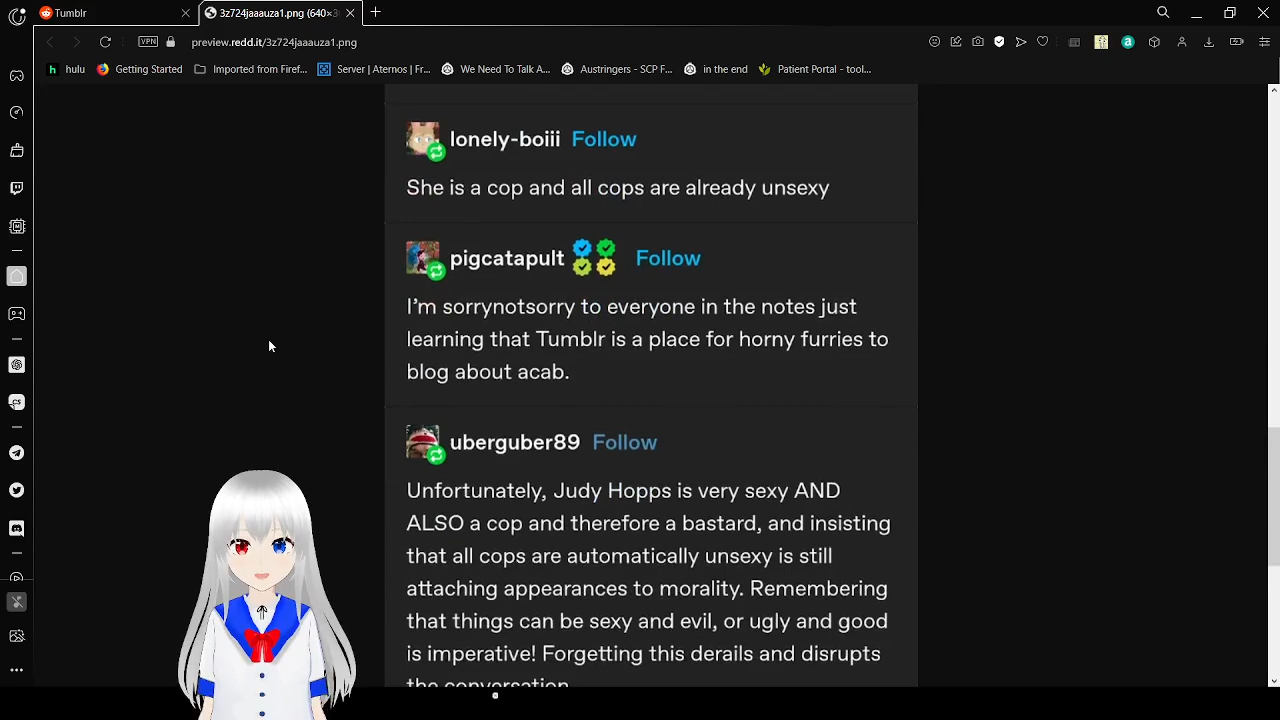 Tumblr
3z724jaaauza1.png (640×3
VPN
preview.redd.it/3z724jaaauza1.png
hulu
Getting Started
Imported from Firef...
Server | Aternos | Fr...
We Need To Talk A...
Austringers - SCP F...
in the end
Patient Portal - tool...
lonely-boiii Follow
She is a cop and all cops are already unsexy
pigcatapult Follow
I'm sorrynotsorry to everyone in the notes just
learning that Tumblr is a place for horny furries to
blog about acab.
uberguber89 Follow
Unfortunately, Judy Hopps is very sexy AND
ALSO a cop and therefore a bastard, and insisting
that all cops are automatically unsexy is still
attaching appearances to morality. Remembering
that things can be sexy and evil, or ugly and good
is imperative! Forgetting this derails and disrupts
the conversation